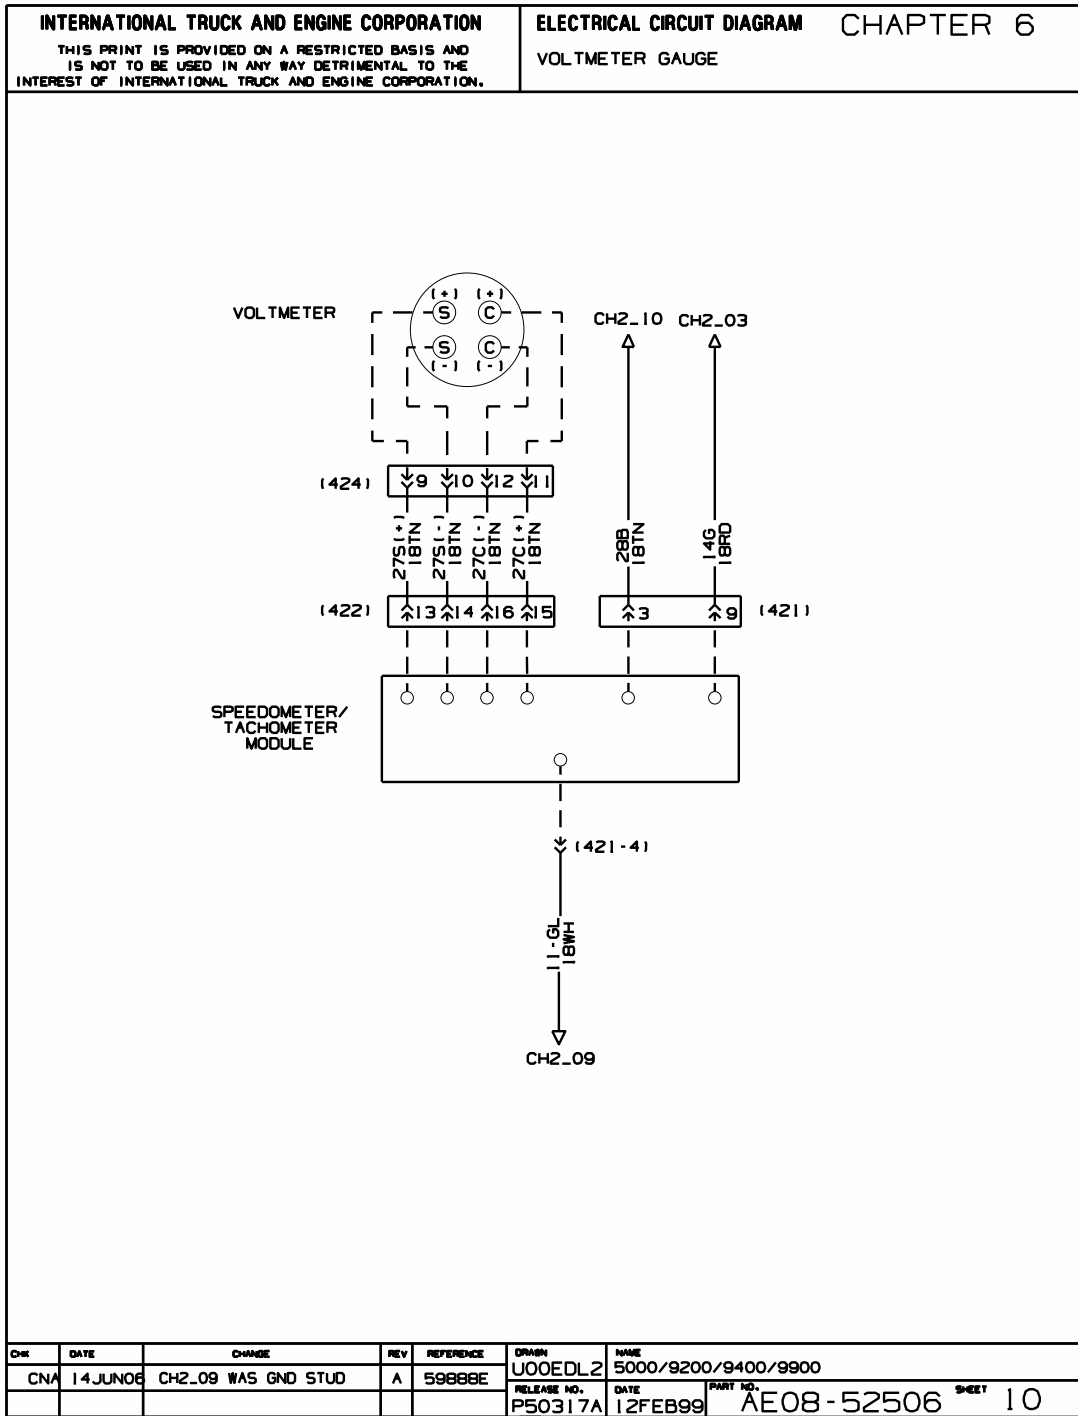 INTERNATIONAL TRUCK AND ENGINE CORPORATION
THIS PRINT IS PROVIDED ON A RESTRICTED BASIS AND
IS NOT TO BE USED IN ANY WAY DETRIMENTAL TO THE
INTEREST OF INTERNATIONAL TRUCK AND ENGINE CORPORATION.
ELECTRICAL CIRCUIT DIAGRAM CHAPTER 6
VOLTMETER GAUGE
VOLTMETER
(+) (+)
S C
S C
(-) (-)
CH2_10 CH2_03
(424) 9 10 12 11
27S(+) 18TN
27S(-) 18TN
27C(-) 18TN
27C(+) 18TN
28B 18TN
14G 18RD
(422) 13 14 16 15
3 9 (421)
SPEEDOMETER/
TACHOMETER
MODULE
(421-4)
11-GL 18WH
CH2_09
CHK DATE CHANGE REV REFERENCE
CNA 14JUN06 CH2_09 WAS GND STUD A 59888E
DRAWN U00EDL2
NAME 5000/9200/9400/9900
RELEASE NO. P50317A
DATE 12FEB99
PART NO. AE08-52506
SHEET 10